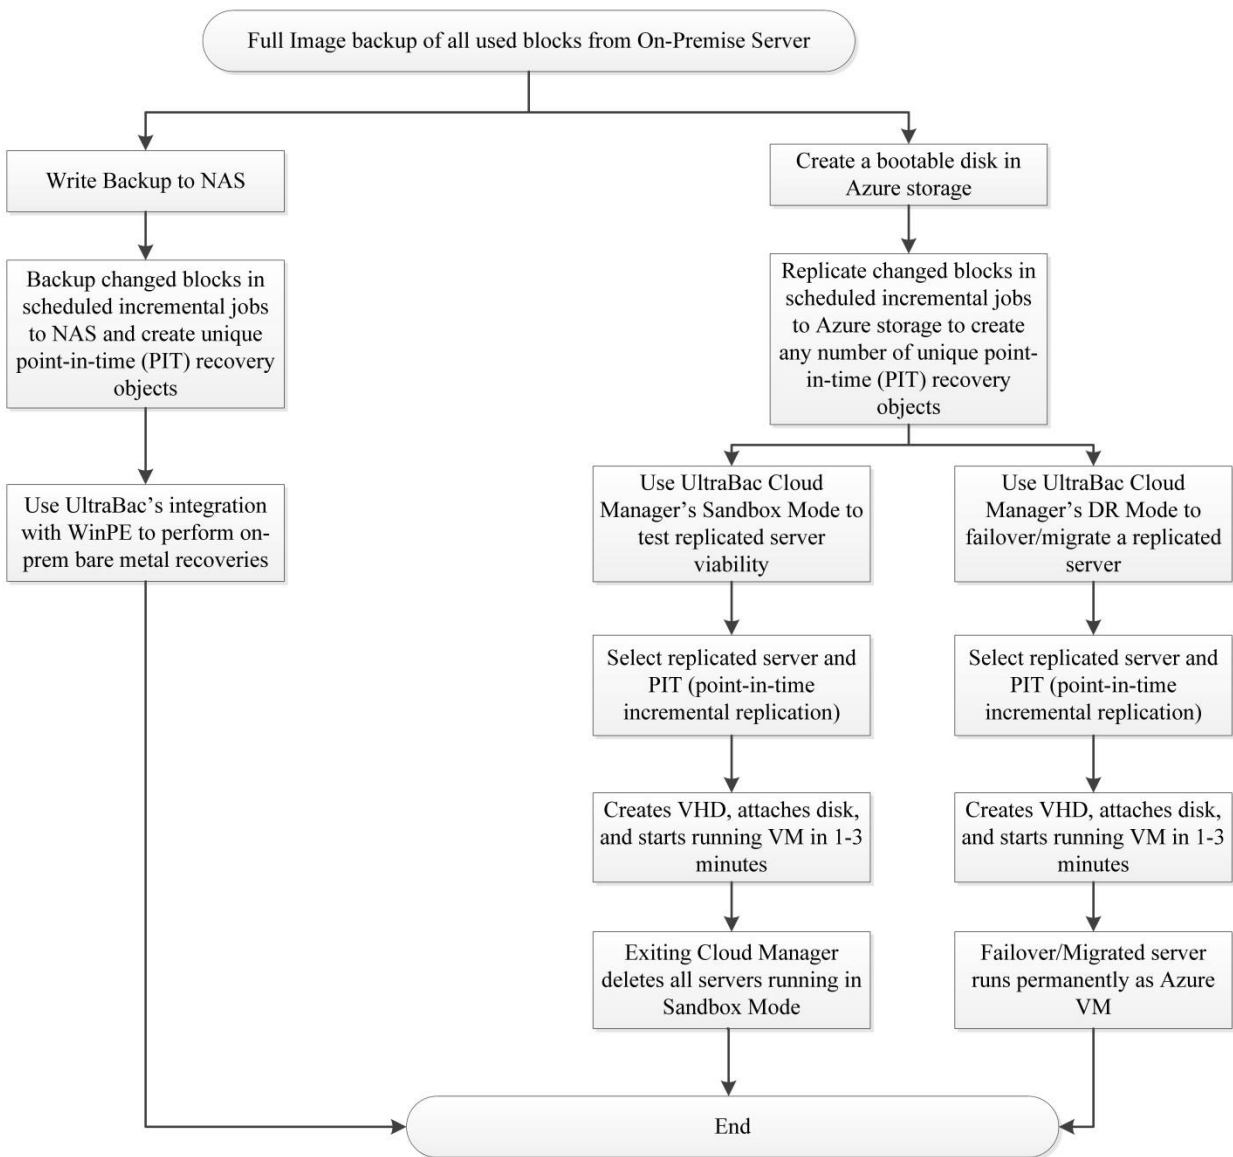 Full Image backup of all used blocks from On-Premise Server
Write Backup to NAS
Create a bootable disk in
Azure storage
Backup changed blocks in
scheduled incremental jobs
to NAS and create unique
point-in-time (PIT) recovery
objects
Replicate changed blocks in
scheduled incremental jobs
to Azure storage to create
any number of unique point-
in-time (PIT) recovery
objects
Use UltraBac’s integration
with WinPE to perform on-
prem bare metal recoveries
Use UltraBac Cloud
Manager’s Sandbox Mode to
test replicated server
viability
Use UltraBac Cloud
Manager’s DR Mode to
failover/migrate a replicated
server
Select replicated server and
PIT (point-in-time
incremental replication)
Select replicated server and
PIT (point-in-time
incremental replication)
Creates VHD, attaches disk,
and starts running VM in 1-3
minutes
Creates VHD, attaches disk,
and starts running VM in 1-3
minutes
Exiting Cloud Manager
deletes all servers running in
Sandbox Mode
Failover/Migrated server
runs permanently as Azure
VM
End